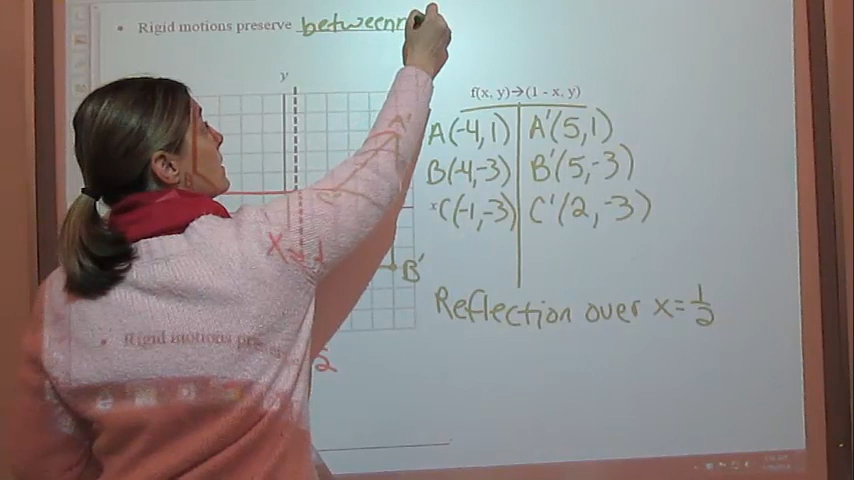 • Rigid motions preserve betweenn
y
f(x, y)→(1 - x, y)
A(-4,1) A'(5,1)
B(-4,-3) B'(5,-3)
C(-1,-3) C'(2,-3)
A'
C'
B'
Reflection over x=1/2
• Rigid motions pre